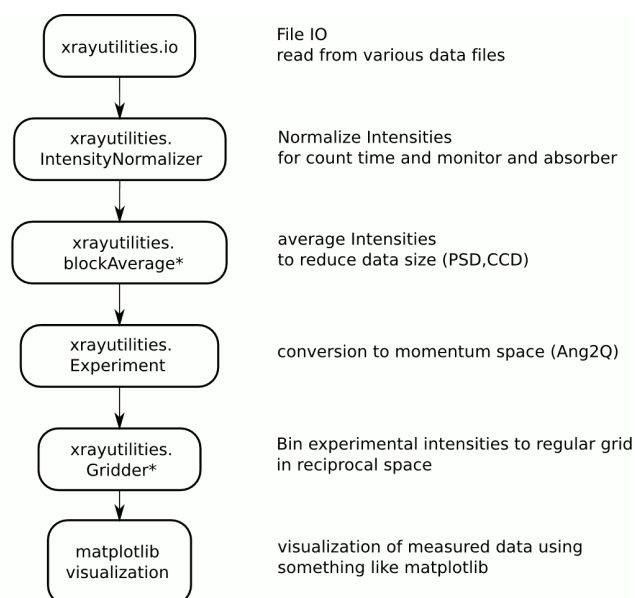 xrayutilities.io
File IO
read from various data files
xrayutilities.
IntensityNormalizer
Normalize Intensities
for count time and monitor and absorber
xrayutilities.
blockAverage*
average Intensities
to reduce data size (PSD,CCD)
xrayutilities.
Experiment
conversion to momentum space (Ang2Q)
xrayutilities.
Gridder*
Bin experimental intensities to regular grid
in reciprocal space
matplotlib
visualization
visualization of measured data using
something like matplotlib